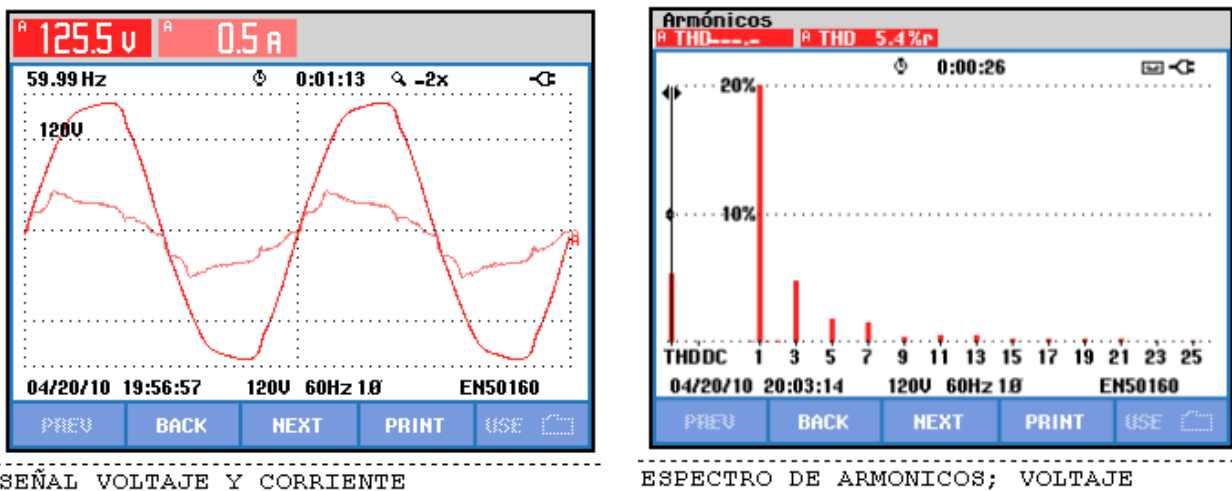 A 125.5 V A 0.5 A
59.99 Hz 0:01:13 -2x
120V
A
04/20/10 19:56:57 120V 60Hz 1Ø EN50160
PREV BACK NEXT PRINT USE
SEÑAL VOLTAJE Y CORRIENTE
Armónicos
A THD---.- A THD 5.4%r
0:00:26
20%
10%
THDDC 1 3 5 7 9 11 13 15 17 19 21 23 25
04/20/10 20:03:14 120V 60Hz 1Ø EN50160
PREV BACK NEXT PRINT USE
ESPECTRO DE ARMONICOS; VOLTAJE